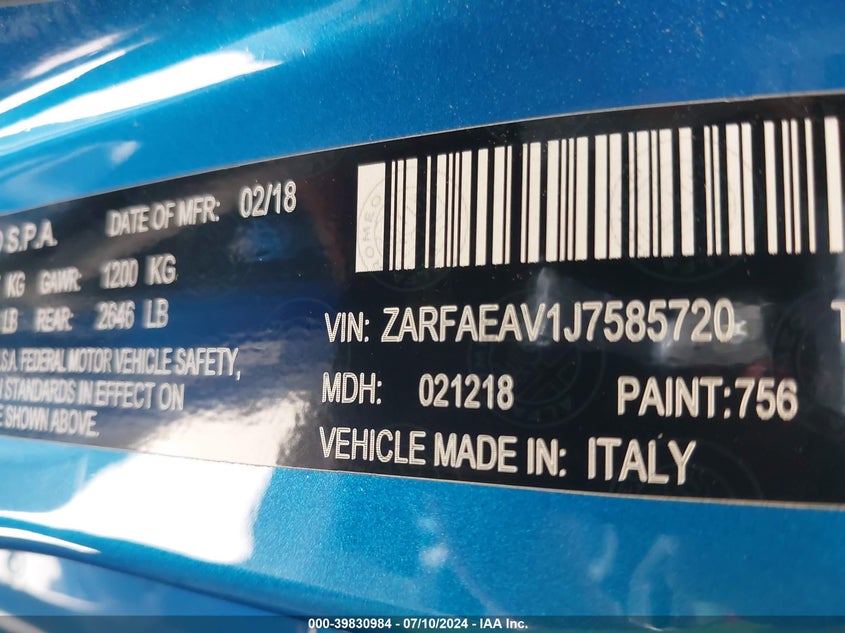 O S.P.A. DATE OF MFR: 02/18
KG GAWR: 1200 KG
LB REAR: 2646 LB
S.A. FEDERAL MOTOR VEHICLE SAFETY,
STANDARDS IN EFFECT ON
E SHOWN ABOVE.
VIN: ZARFAEAV1J7585720 T
MDH: 021218 PAINT:756
VEHICLE MADE IN: ITALY
000-39830984 - 07/10/2024 - IAA Inc.